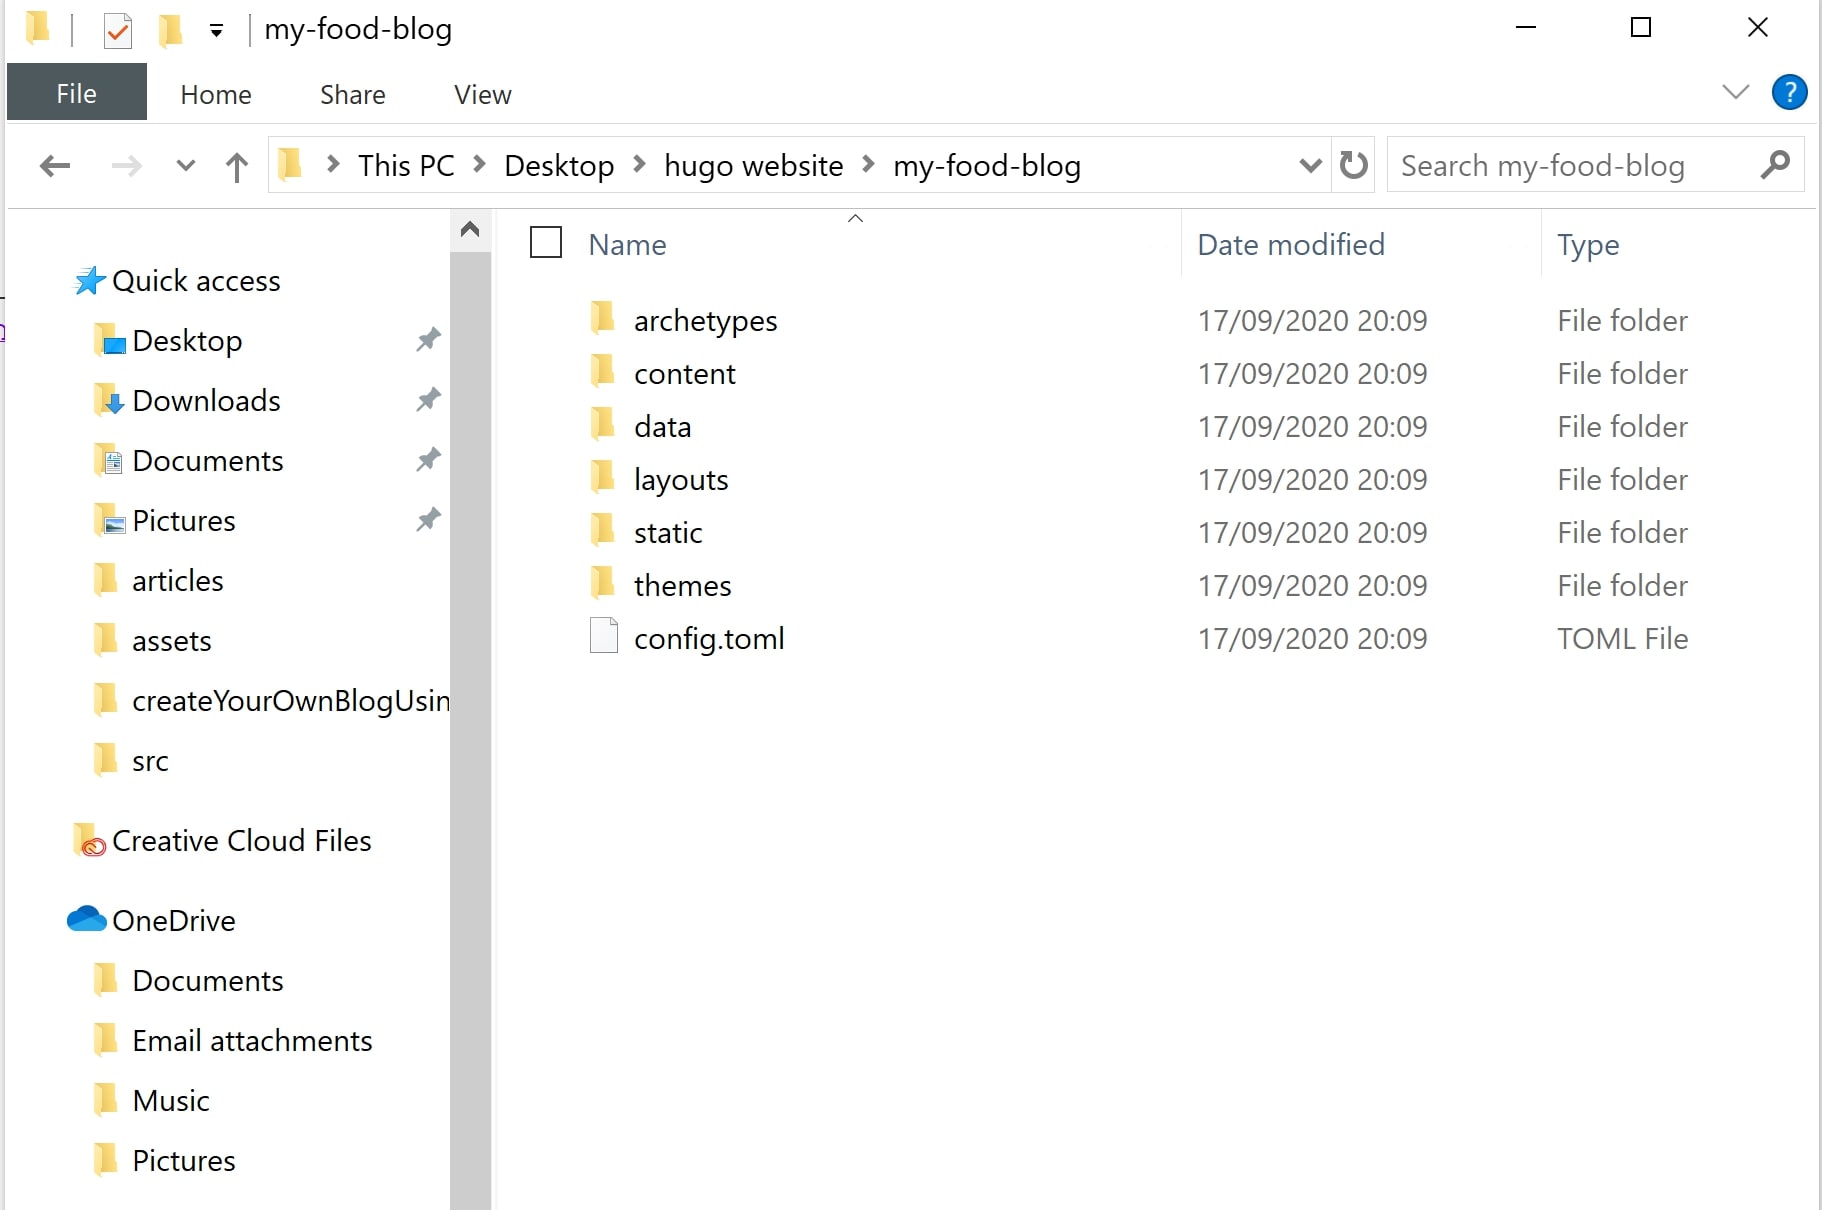 my-food-blog
File Home Share View ?
This PC Desktop hugo website my-food-blog Search my-food-blog
Quick access
Desktop
Downloads
Documents
Pictures
articles
assets
createYourOwnBlogUsin
src
Creative Cloud Files
OneDrive
Documents
Email attachments
Music
Pictures
Name Date modified Type
archetypes 17/09/2020 20:09 File folder
content 17/09/2020 20:09 File folder
data 17/09/2020 20:09 File folder
layouts 17/09/2020 20:09 File folder
static 17/09/2020 20:09 File folder
themes 17/09/2020 20:09 File folder
config.toml 17/09/2020 20:09 TOML File